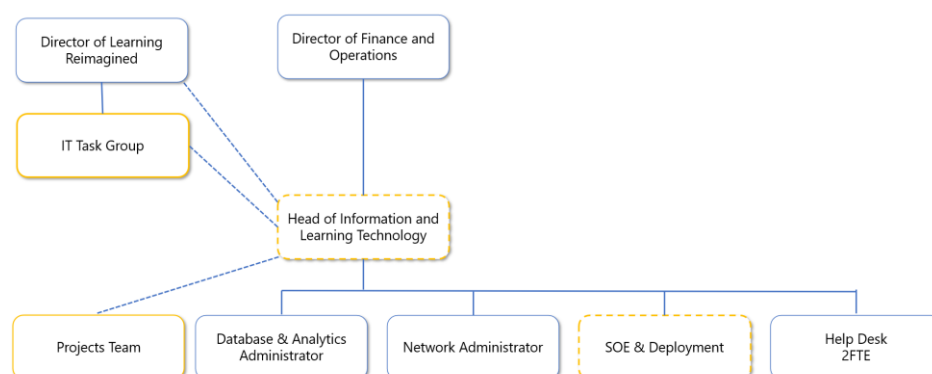 Director of Learning
Reimagined
Director of Finance and
Operations
IT Task Group
Head of Information and
Learning Technology
Projects Team
Database & Analytics
Administrator
Network Administrator
SOE & Deployment
Help Desk
2FTE